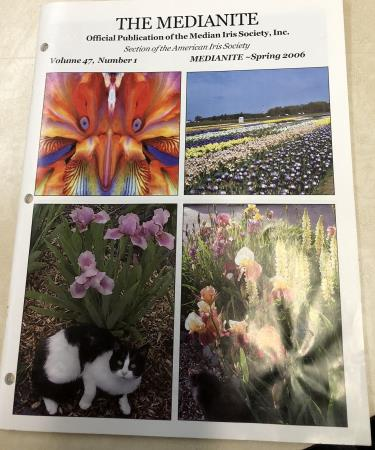 THE MEDIANITE
Official Publication of the Median Iris Society, Inc.
Section of the American Iris Society
Volume 47, Number 1 MEDIANITE ~Spring 2006